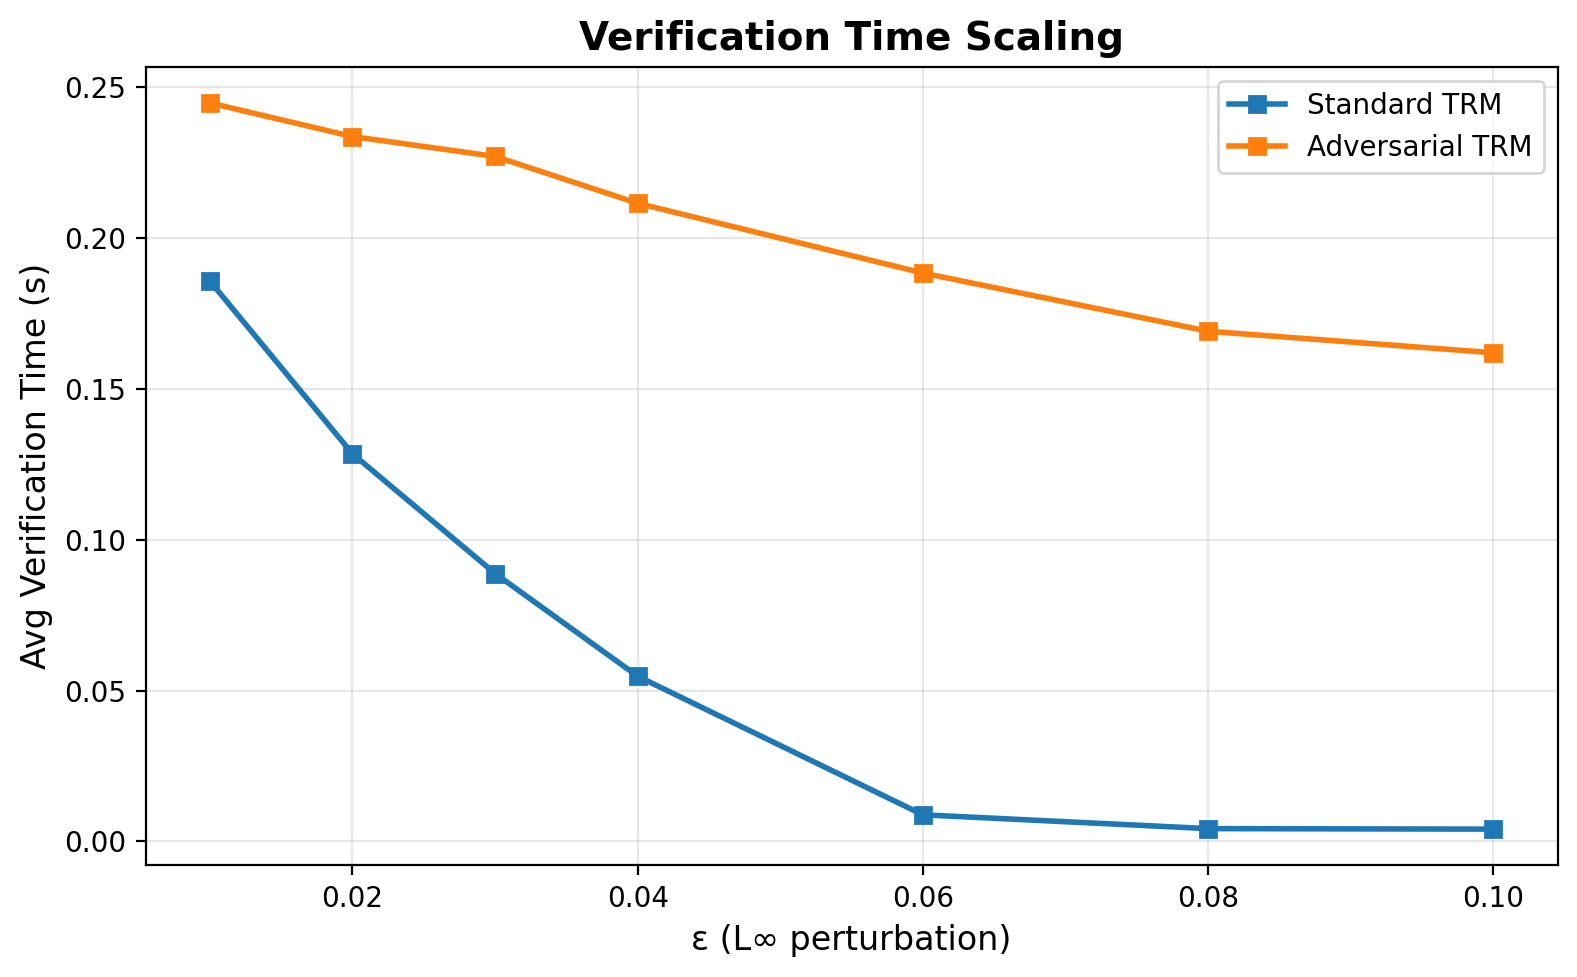 Verification Time Scaling
Standard TRM
Adversarial TRM
Avg Verification Time (s)
0.25
0.20
0.15
0.10
0.05
0.00
0.02
0.04
0.06
0.08
0.10
ε (L∞ perturbation)